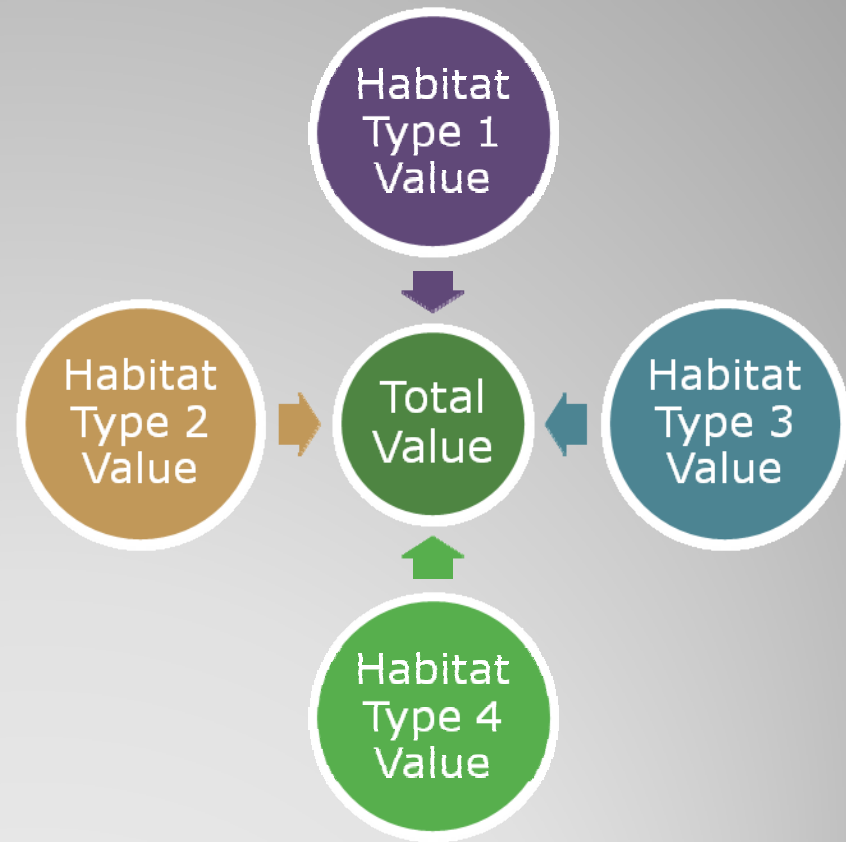 Habitat
Type 1
Value
Habitat
Type 2
Value
Total
Value
Habitat
Type 3
Value
Habitat
Type 4
Value